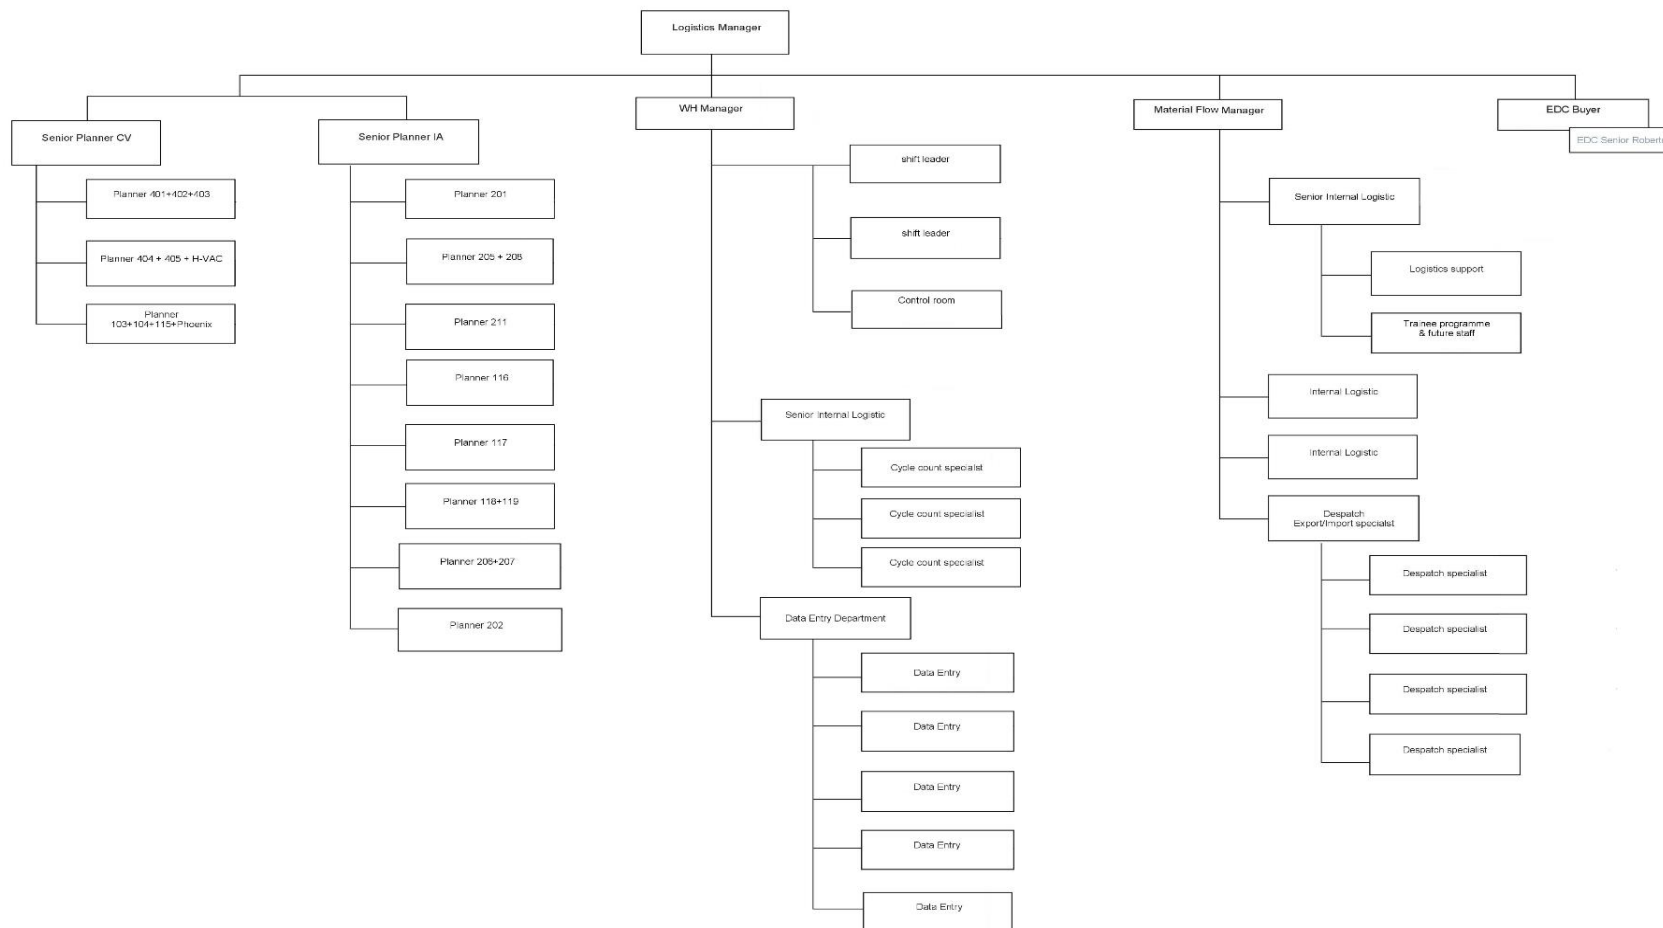 Logistics Manager
WH Manager
Material Flow Manager
EDC Buyer
EDC Senior Roberto
Senior Planner CV
Senior Planner IA
Planner 401+402+403
Planner 404 + 405 + H-VAC
Planner
103+104+115+Phoenix
Planner 201
Planner 205 + 208
Planner 211
Planner 116
Planner 117
Planner 118+119
Planner 206+207
Planner 202
shift leader
shift leader
Control room
Senior Internal Logistic
Cycle count specialst
Cycle count specialist
Cycle count specialist
Data Entry Department
Data Entry
Data Entry
Data Entry
Data Entry
Data Entry
Senior Internal Logistic
Logistics support
Trainee programme
& future staff
Internal Logistic
Internal Logistic
Despatch
Export/Import specialst
Despatch specialist
Despatch specialist
Despatch specialist
Despatch specialist